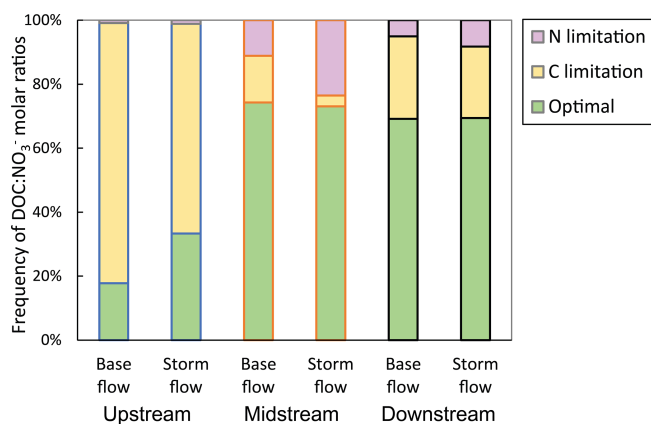 Frequency of DOC:NO₃⁻ molar ratios
100%
80%
60%
40%
20%
0%
Base flow
Storm flow
Base flow
Storm flow
Base flow
Storm flow
Upstream
Midstream
Downstream
N limitation
C limitation
Optimal